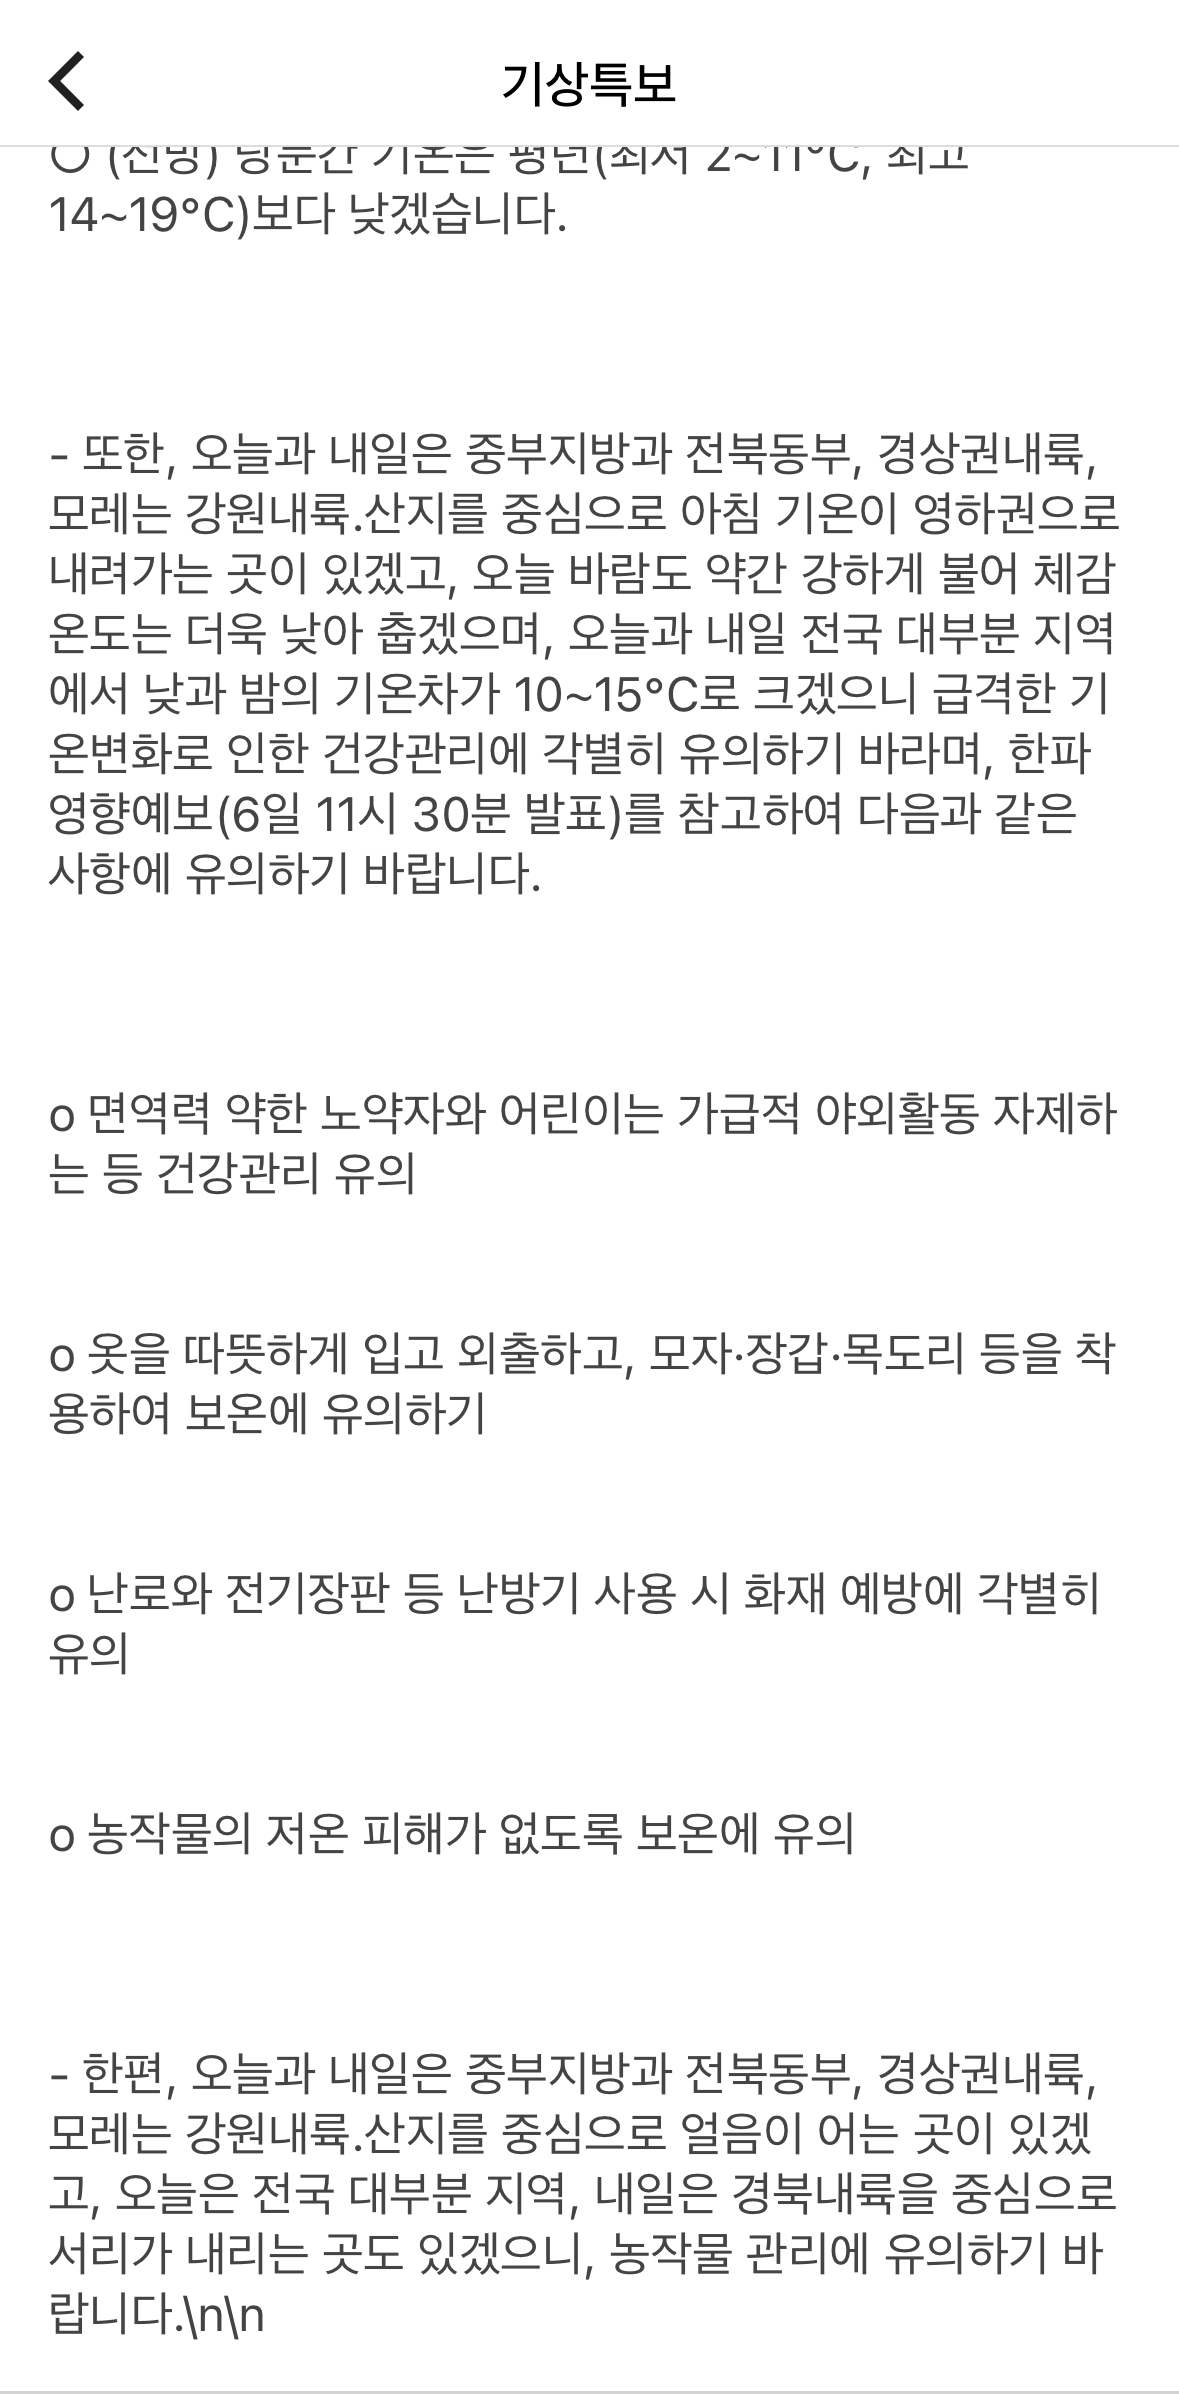 기상특보
○ (전망) 당분간 기온은 평년(최저 2~11°C, 최고
14~19°C)보다 낮겠습니다.
- 또한, 오늘과 내일은 중부지방과 전북동부, 경상권내륙,
모레는 강원내륙.산지를 중심으로 아침 기온이 영하권으로
내려가는 곳이 있겠고, 오늘 바람도 약간 강하게 불어 체감
온도는 더욱 낮아 춥겠으며, 오늘과 내일 전국 대부분 지역
에서 낮과 밤의 기온차가 10~15°C로 크겠으니 급격한 기
온변화로 인한 건강관리에 각별히 유의하기 바라며, 한파
영향예보(6일 11시 30분 발표)를 참고하여 다음과 같은
사항에 유의하기 바랍니다.
o 면역력 약한 노약자와 어린이는 가급적 야외활동 자제하
는 등 건강관리 유의
o 옷을 따뜻하게 입고 외출하고, 모자·장갑·목도리 등을 착
용하여 보온에 유의하기
o 난로와 전기장판 등 난방기 사용 시 화재 예방에 각별히
유의
o 농작물의 저온 피해가 없도록 보온에 유의
- 한편, 오늘과 내일은 중부지방과 전북동부, 경상권내륙,
모레는 강원내륙.산지를 중심으로 얼음이 어는 곳이 있겠
고, 오늘은 전국 대부분 지역, 내일은 경북내륙을 중심으로
서리가 내리는 곳도 있겠으니, 농작물 관리에 유의하기 바
랍니다.\n\n